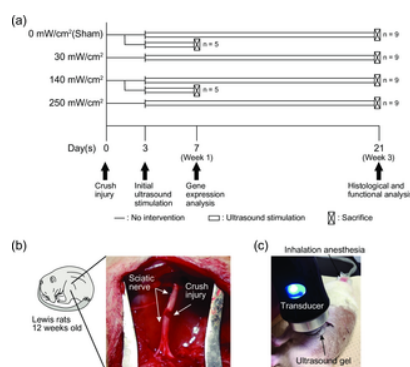 (a)
0 mW/cm²(Sham)
n = 9
n = 5
30 mW/cm²
n = 9
140 mW/cm²
n = 9
n = 5
250 mW/cm²
n = 9
Day(s) 0 3 7 21
(Week 1) (Week 3)
Crush injury
Initial ultrasound stimulation
Gene expression analysis
Histological and functional analysis
: No intervention : Ultrasound stimulation : Sacrifice
(b)
Sciatic nerve
Crush injury
Lewis rats
12 weeks old
(c)
Inhalation anesthesia
Transducer
Ultrasound gel